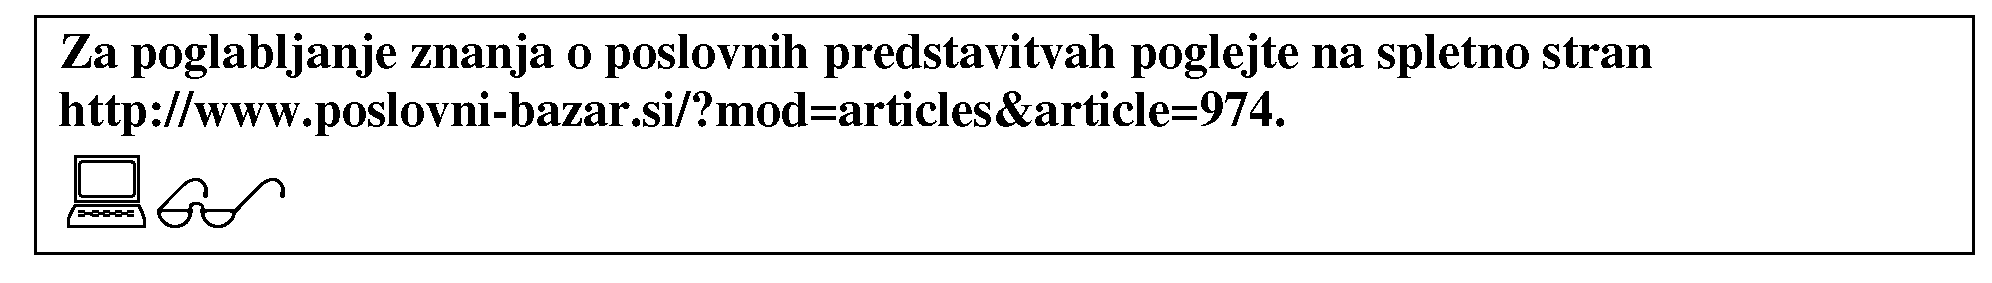 Za poglabljanje znanja o poslovnih predstavitvah poglejte na spletno stran
http://www.poslovni-bazar.si/?mod=articles&article=974.